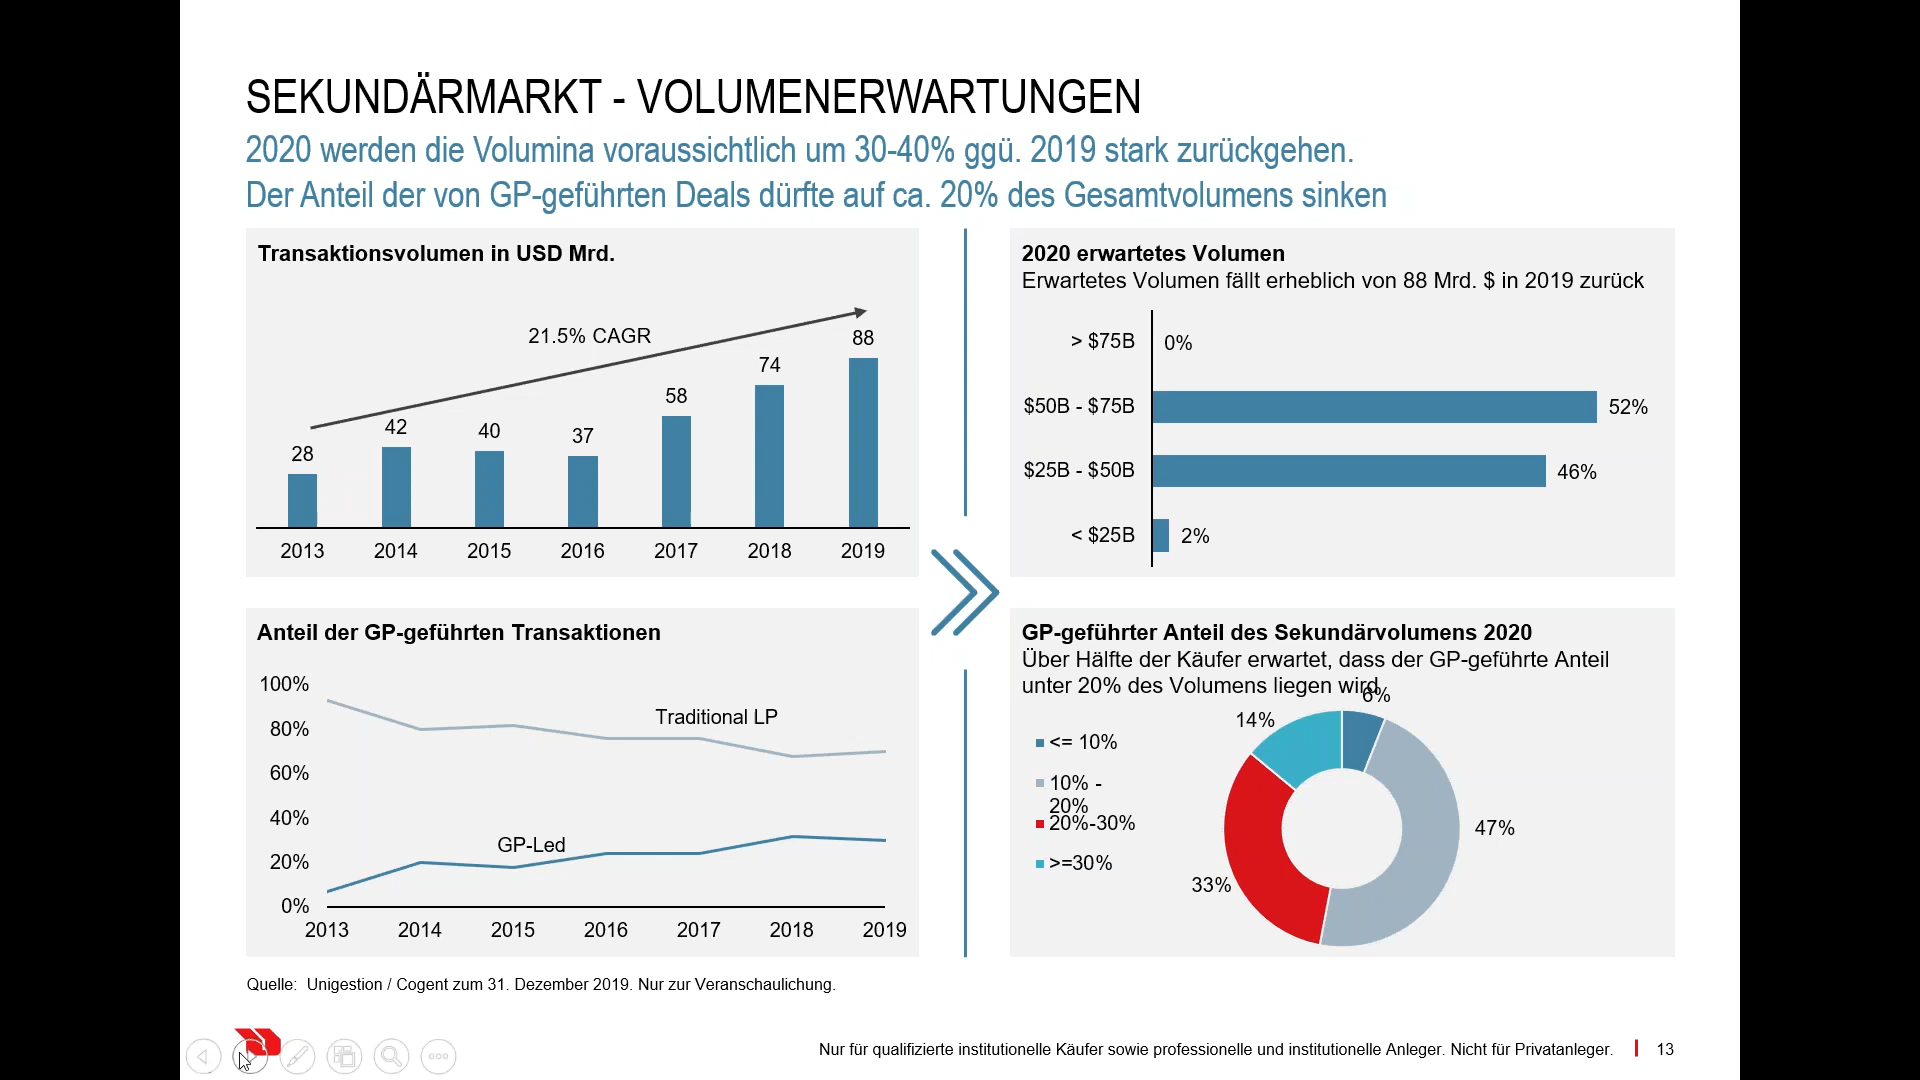 SEKUNDÄRMARKT - VOLUMENERWARTUNGEN
2020 werden die Volumina voraussichtlich um 30-40% ggü. 2019 stark zurückgehen.
Der Anteil der von GP-geführten Deals dürfte auf ca. 20% des Gesamtvolumens sinken
Transaktionsvolumen in USD Mrd.
21.5% CAGR
28
42
40
37
58
74
88
2013
2014
2015
2016
2017
2018
2019
2020 erwartetes Volumen
Erwartetes Volumen fällt erheblich von 88 Mrd. $ in 2019 zurück
> $75B
0%
$50B - $75B
52%
$25B - $50B
46%
< $25B
2%
Anteil der GP-geführten Transaktionen
100%
80%
60%
40%
20%
0%
Traditional LP
GP-Led
2013
2014
2015
2016
2017
2018
2019
GP-geführter Anteil des Sekundärvolumens 2020
Über Hälfte der Käufer erwartet, dass der GP-geführte Anteil
unter 20% des Volumens liegen wird
6%
14%
47%
33%
<= 10%
10% -
20%
20%-30%
>=30%
Quelle: Unigestion / Cogent zum 31. Dezember 2019. Nur zur Veranschaulichung.
Nur für qualifizierte institutionelle Käufer sowie professionelle und institutionelle Anleger. Nicht für Privatanleger.
13